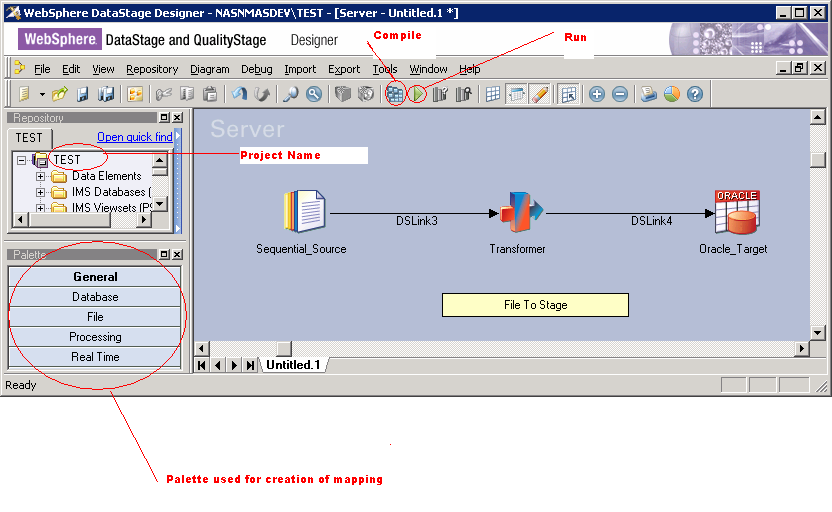 WebSphere DataStage Designer - NASNMASDEV\TEST - [Server - Untitled.1 *]
WebSphere. DataStage and QualityStage Designer
Compile
Run
File Edit View Repository Diagram Debug Import Export Tools Window Help
Repository
TEST
Open quick find
TEST
Data Elements
IMS Databases (
IMS Viewsets (PS
Project Name
Server
ORACLE
DSLink3
DSLink4
Sequential_Source
Transformer
Oracle_Target
File To Stage
Palette
General
Database
File
Processing
Real Time
Untitled.1
Ready
Palette used for creation of mapping